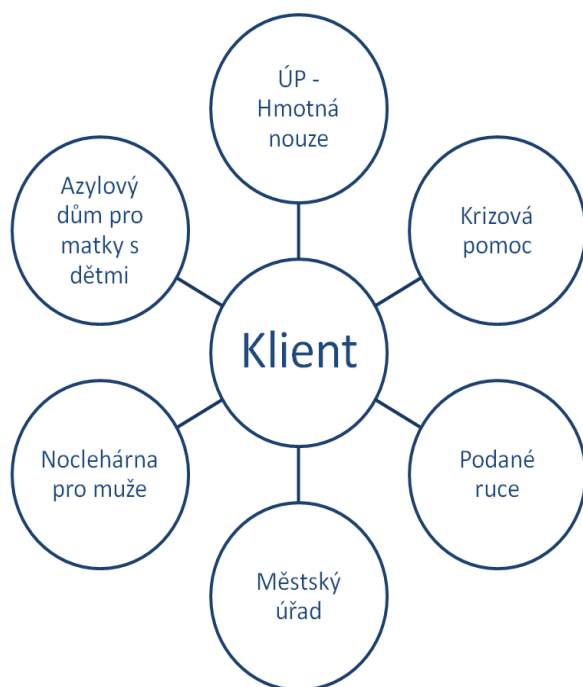 ÚP -
Hmotná
nouze
Azylový
dům pro
matky s
dětmi
Krizová
pomoc
Klient
Noclehárna
pro muže
Podané
ruce
Městský
úřad